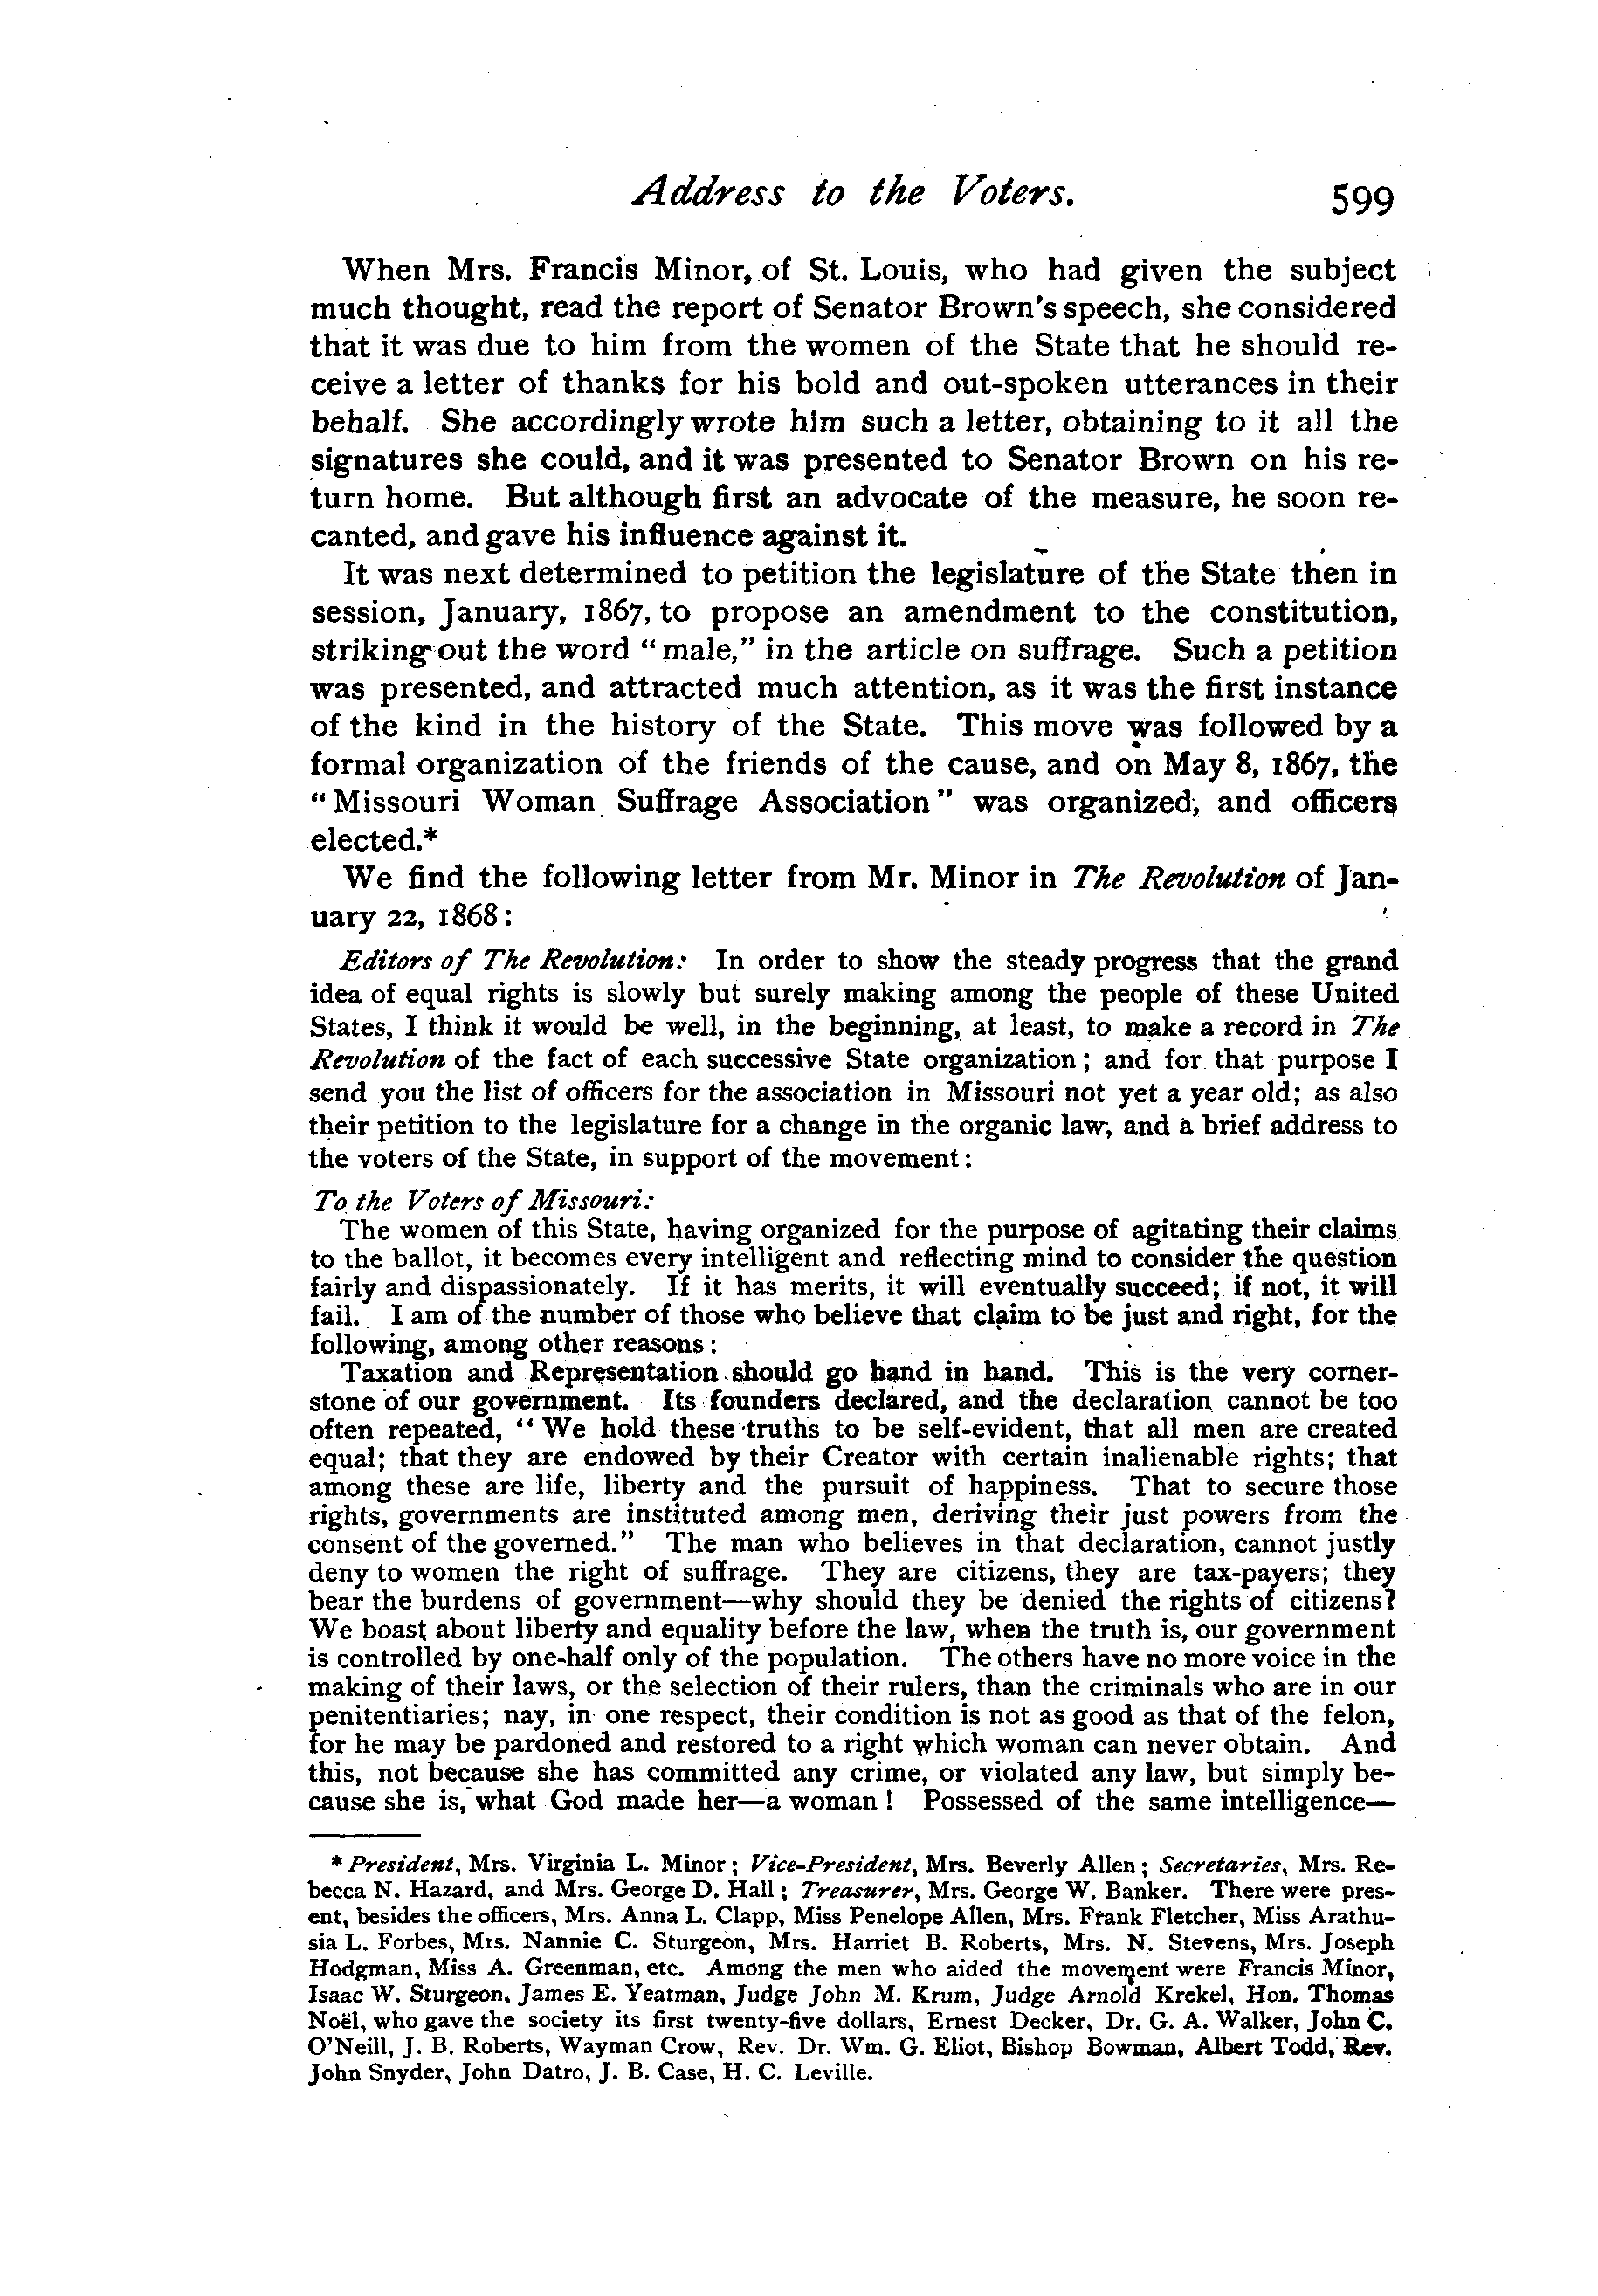 Address to the Voters. 599
When Mrs. Francis Minor, of St. Louis, who had given the subject
much thought, read the report of Senator Brown's speech, she considered
that it was due to him from the women of the State that he should re-
ceive a letter of thanks for his bold and out-spoken utterances in their
behalf. She accordingly wrote him such a letter, obtaining to it all the
signatures she could, and it was presented to Senator Brown on his re-
turn home. But although first an advocate of the measure, he soon re-
canted, and gave his influence against it.
It was next determined to petition the legislature of the State then in
session, January, 1867, to propose an amendment to the constitution,
striking out the word "male," in the article on suffrage. Such a petition
was presented, and attracted much attention, as it was the first instance
of the kind in the history of the State. This move was followed by a
formal organization of the friends of the cause, and on May 8, 1867, the
"Missouri Woman Suffrage Association" was organized, and officers
elected.*
We find the following letter from Mr. Minor in The Revolution of Jan-
uary 22, 1868:
Editors of The Revolution: In order to show the steady progress that the grand
idea of equal rights is slowly but surely making among the people of these United
States, I think it would be well, in the beginning, at least, to make a record in The
Revolution of the fact of each successive State organization; and for that purpose I
send you the list of officers for the association in Missouri not yet a year old; as also
their petition to the legislature for a change in the organic law, and a brief address to
the voters of the State, in support of the movement:
To the Voters of Missouri:
The women of this State, having organized for the purpose of agitating their claims
to the ballot, it becomes every intelligent and reflecting mind to consider the question
fairly and dispassionately. If it has merits, it will eventually succeed; if not, it will
fail. I am of the number of those who believe that claim to be just and right, for the
following, among other reasons:
Taxation and Representation should go hand in hand. This is the very corner-
stone of our government. Its founders declared, and the declaration cannot be too
often repeated, "We hold these truths to be self-evident, that all men are created
equal; that they are endowed by their Creator with certain inalienable rights; that
among these are life, liberty and the pursuit of happiness. That to secure those
rights, governments are instituted among men, deriving their just powers from the
consent of the governed." The man who believes in that declaration, cannot justly
deny to women the right of suffrage. They are citizens, they are tax-payers; they
bear the burdens of government—why should they be denied the rights of citizens?
We boast about liberty and equality before the law, when the truth is, our government
is controlled by one-half only of the population. The others have no more voice in the
making of their laws, or the selection of their rulers, than the criminals who are in our
penitentiaries; nay, in one respect, their condition is not as good as that of the felon,
for he may be pardoned and restored to a right which woman can never obtain. And
this, not because she has committed any crime, or violated any law, but simply be-
cause she is, what God made her—a woman! Possessed of the same intelligence—
* President, Mrs. Virginia L. Minor; Vice-President, Mrs. Beverly Allen; Secretaries, Mrs. Re-
becca N. Hazard, and Mrs. George D. Hall; Treasurer, Mrs. George W. Banker. There were pres-
ent, besides the officers, Mrs. Anna L. Clapp, Miss Penelope Allen, Mrs. Frank Fletcher, Miss Arathu-
sia L. Forbes, Mrs. Nannie C. Sturgeon, Mrs. Harriet B. Roberts, Mrs. N. Stevens, Mrs. Joseph
Hodgman, Miss A. Greenman, etc. Among the men who aided the movement were Francis Minor,
Isaac W. Sturgeon, James E. Yeatman, Judge John M. Krum, Judge Arnold Krekel, Hon. Thomas
Noël, who gave the society its first twenty-five dollars, Ernest Decker, Dr. G. A. Walker, John C.
O'Neill, J. B. Roberts, Wayman Crow, Rev. Dr. Wm. G. Eliot, Bishop Bowman, Albert Todd, Rev.
John Snyder, John Datro, J. B. Case, H. C. Leville.